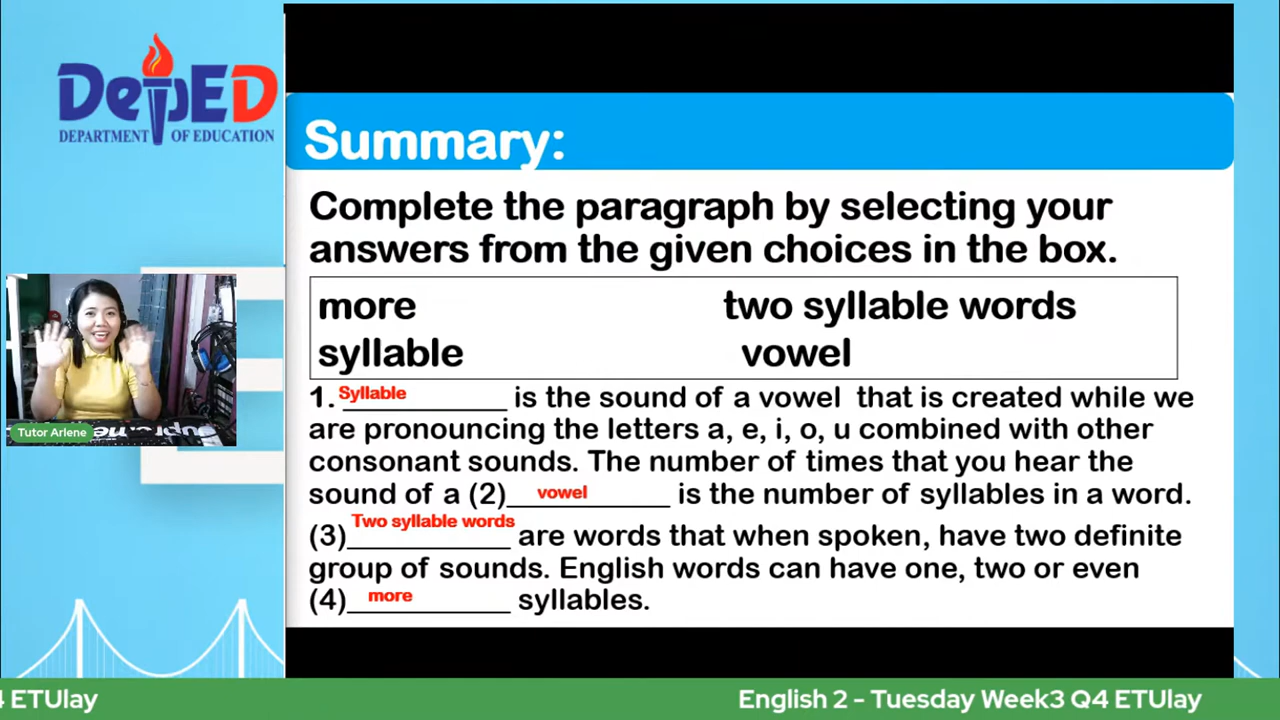 DepED
DEPARTMENT OF EDUCATION
Summary:
Complete the paragraph by selecting your
answers from the given choices in the box.
more two syllable words
syllable vowel
1. Syllable is the sound of a vowel that is created while we
are pronouncing the letters a, e, i, o, u combined with other
consonant sounds. The number of times that you hear the
sound of a (2) vowel is the number of syllables in a word.
(3) Two syllable words are words that when spoken, have two definite
group of sounds. English words can have one, two or even
(4) more syllables.
Tutor Arlene
4 ETUlay
English 2 - Tuesday Week3 Q4 ETUlay